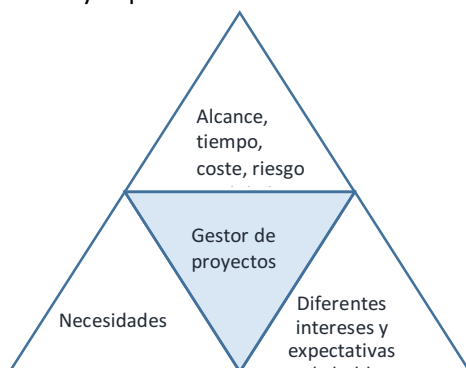 Alcance,
tiempo,
coste, riesgo
Gestor de
proyectos
Necesidades
Diferentes
intereses y
expectativas